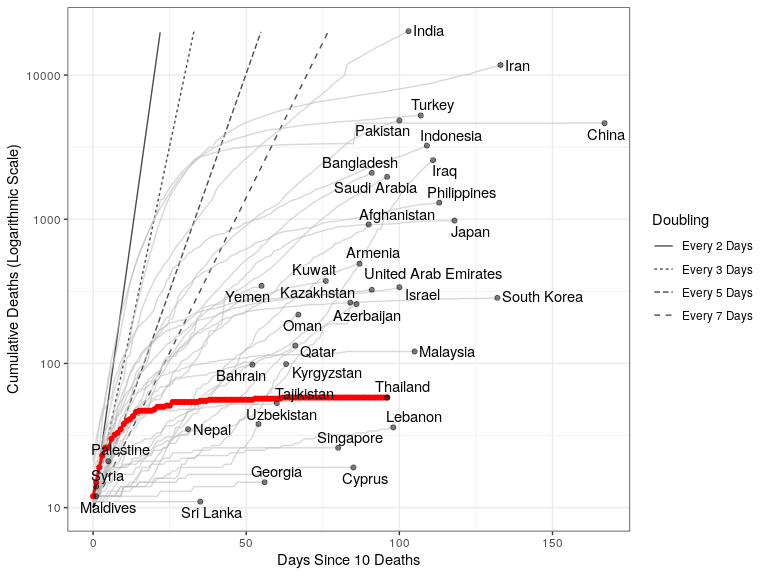 India
Iran
10000
Turkey
Pakistan
China
Indonesia
Bangladesh
Iraq
Saudi Arabia
Philippines
Afghanistan
1000
Japan
Armenia
Kuwait
United Arab Emirates
Kazakhstan
Yemen
Israel
South Korea
Azerbaijan
Oman
Qatar
Malaysia
100
Kyrgyzstan
Bahrain
Thailand
Tajikistan
Uzbekistan
Lebanon
Nepal
Singapore
Palestine
Georgia
Syria
Cyprus
10
Maldives
Sri Lanka
0
50
100
150
Days Since 10 Deaths
Cumulative Deaths (Logarithmic Scale)
Doubling
Every 2 Days
Every 3 Days
Every 5 Days
Every 7 Days